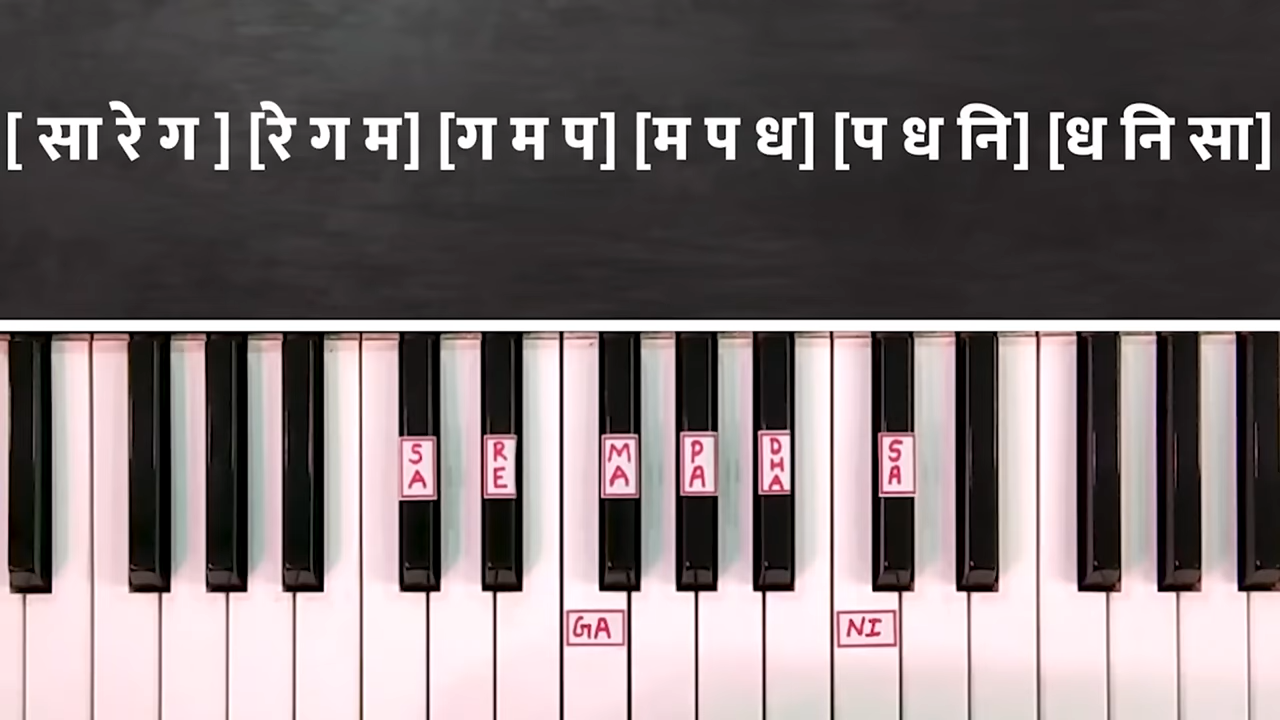 [ सा रे ग ] [रे ग म] [ग म प] [म प ध] [प ध नि] [ध नि सा]
SA RE MA PA DHA SA
GA NI